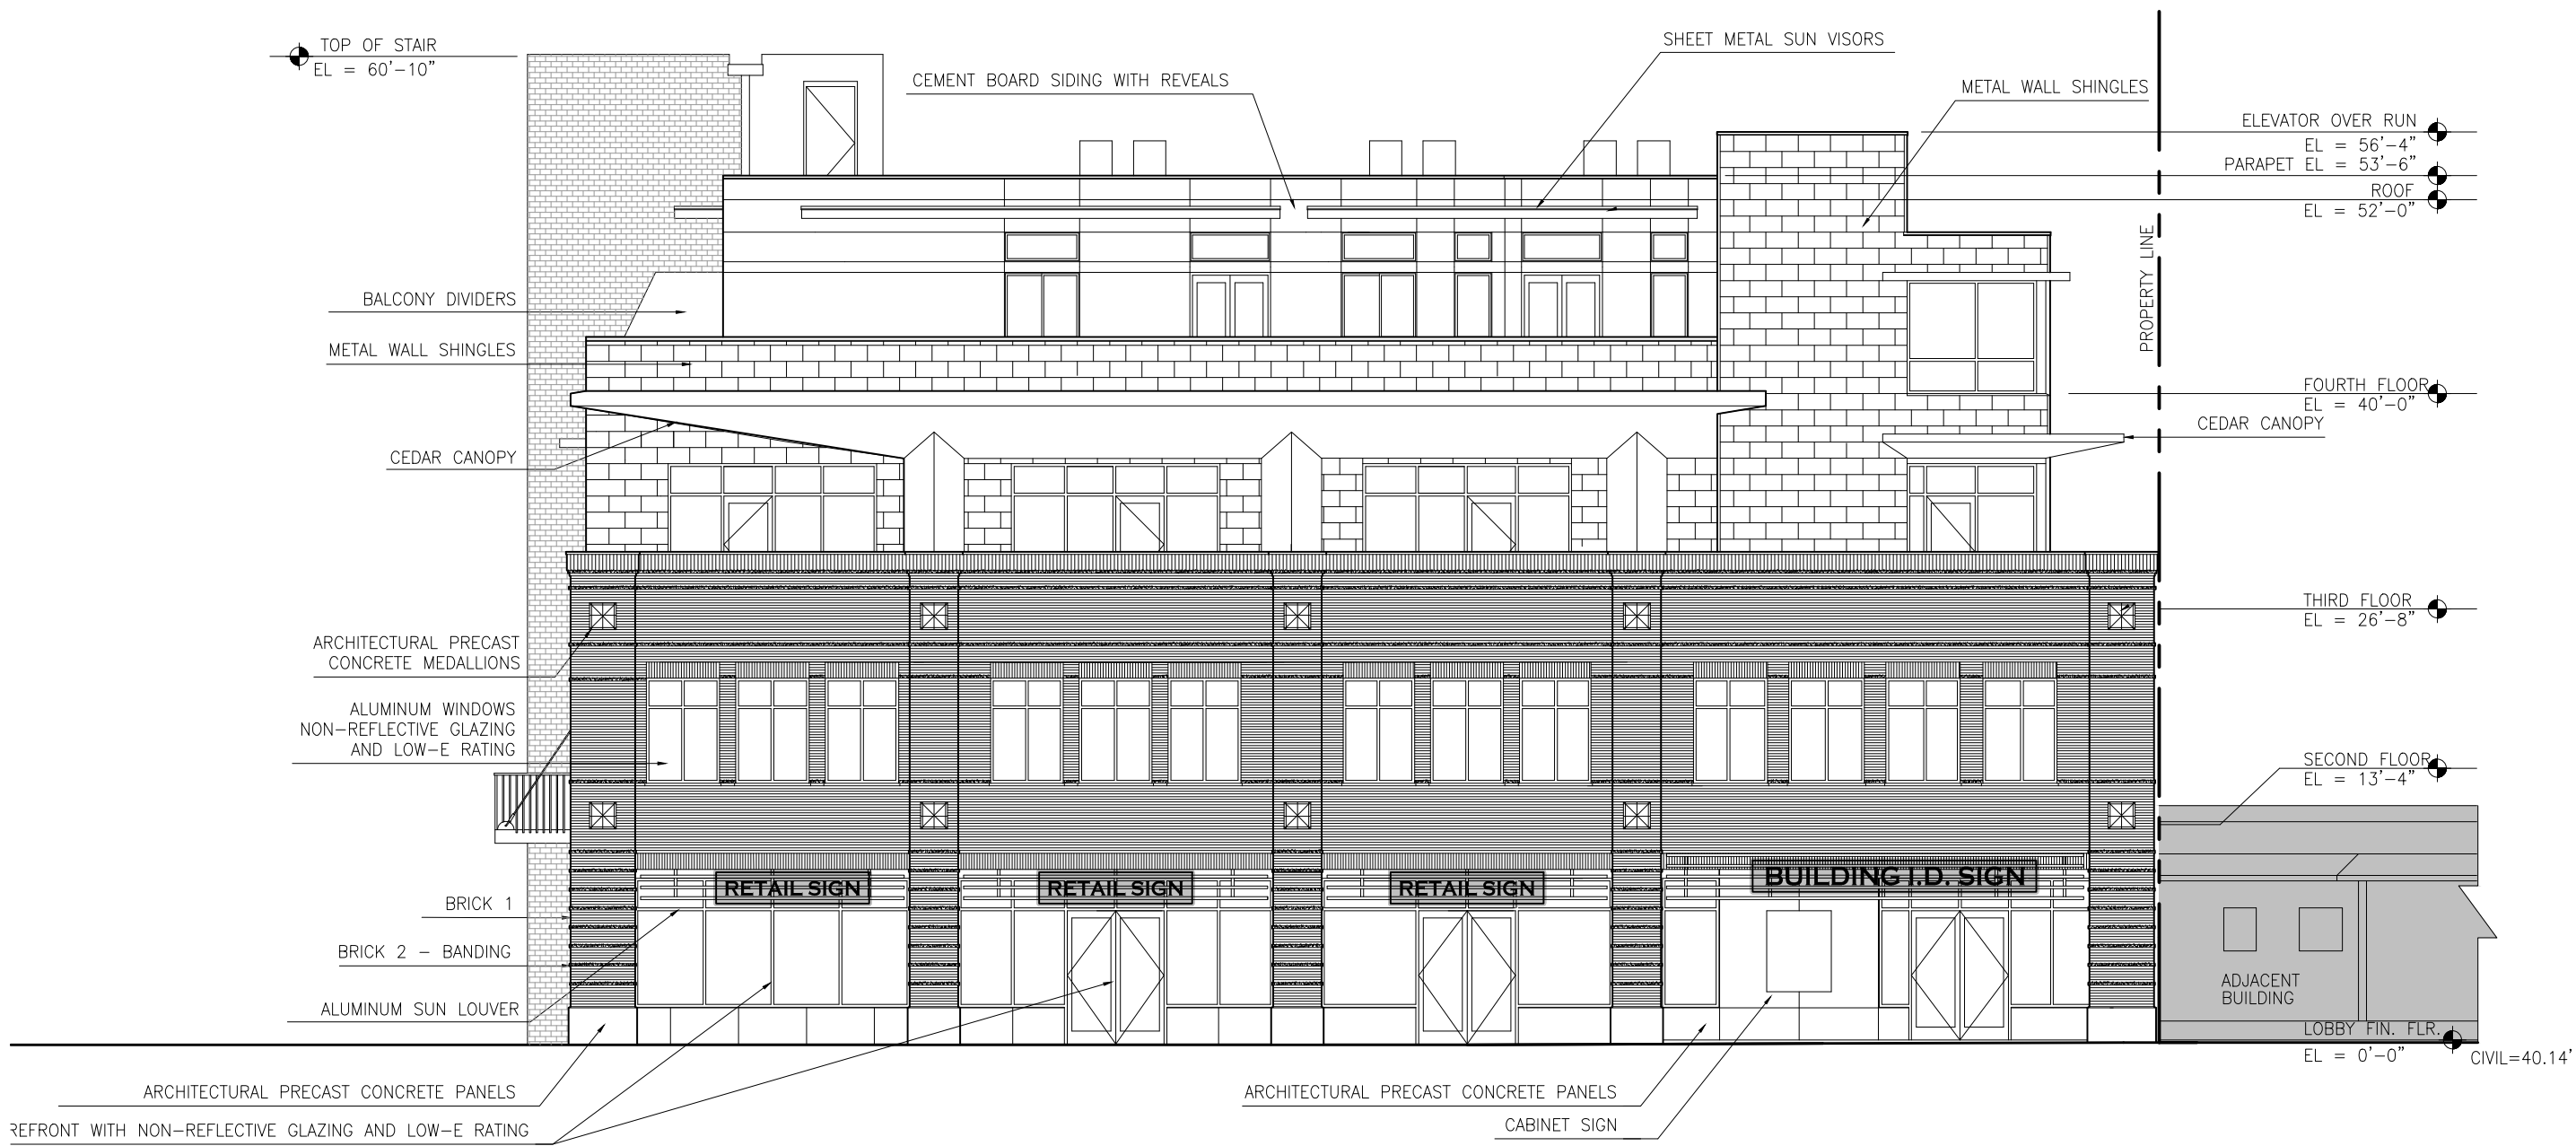 TOP OF STAIR
EL = 60'-10"
SHEET METAL SUN VISORS
CEMENT BOARD SIDING WITH REVEALS
METAL WALL SHINGLES
ELEVATOR OVER RUN
EL = 56'-4"
PARAPET EL = 53'-6"
ROOF
EL = 52'-0"
PROPERTY LINE
BALCONY DIVIDERS
METAL WALL SHINGLES
FOURTH FLOOR
EL = 40'-0"
CEDAR CANOPY
CEDAR CANOPY
THIRD FLOOR
EL = 26'-8"
ARCHITECTURAL PRECAST
CONCRETE MEDALLIONS
ALUMINUM WINDOWS
NON-REFLECTIVE GLAZING
AND LOW-E RATING
SECOND FLOOR
EL = 13'-4"
RETAIL SIGN
RETAIL SIGN
RETAIL SIGN
BUILDING I.D. SIGN
BRICK 1
BRICK 2 - BANDING
ALUMINUM SUN LOUVER
ADJACENT
BUILDING
LOBBY FIN. FLR.
EL = 0'-0"
CIVIL=40.14'
ARCHITECTURAL PRECAST CONCRETE PANELS
ARCHITECTURAL PRECAST CONCRETE PANELS
REFRONT WITH NON-REFLECTIVE GLAZING AND LOW-E RATING
CABINET SIGN